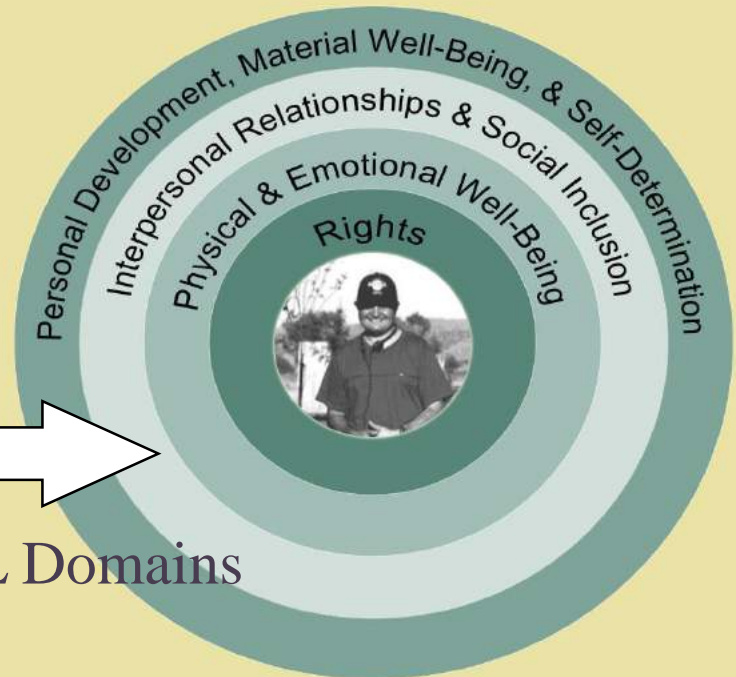 Personal Development, Material Well-Being, & Self-Determination
Interpersonal Relationships & Social Inclusion
Physical & Emotional Well-Being
Rights
L Domains